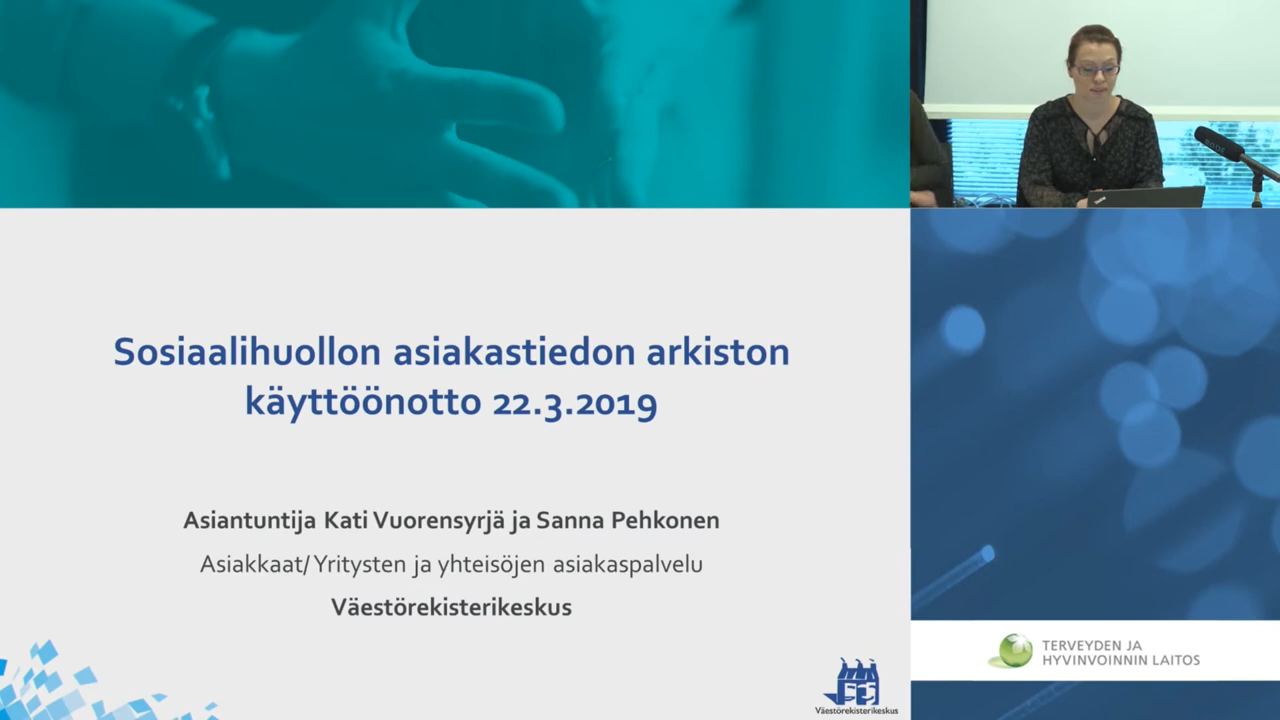 Sosiaalihuollon asiakastiedon arkiston
käyttöönotto 22.3.2019
Asiantuntija Kati Vuorensyrjä ja Sanna Pehkonen
Asiakkaat/Yritysten ja yhteisöjen asiakaspalvelu
Väestörekisterikeskus
Väestörekisterikeskus
TERVEYDEN JA
HYVINVOINNIN LAITOS